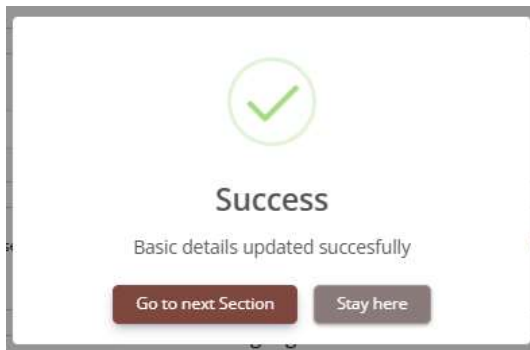 Success
Basic details updated succesfully
Go to next Section Stay here